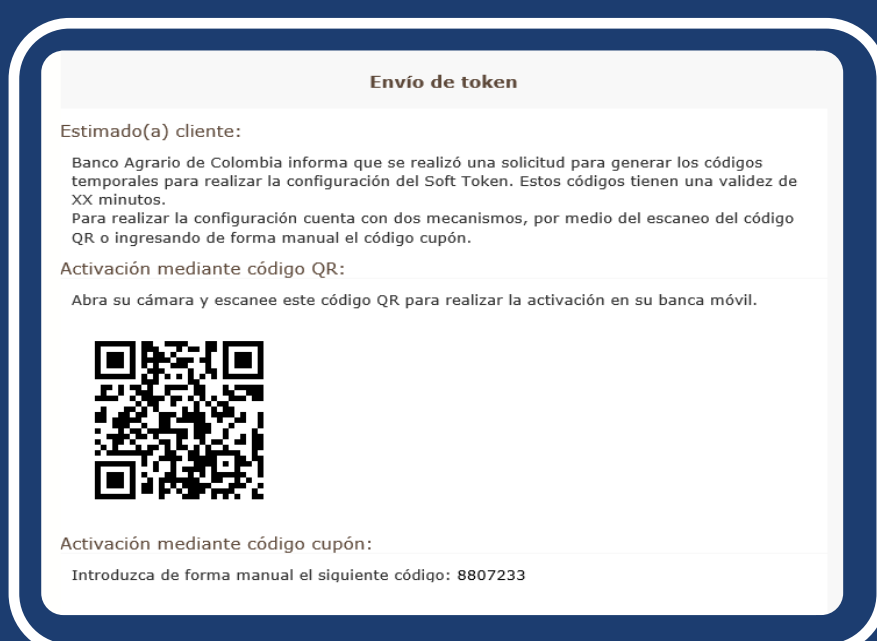 Envío de token
Estimado(a) cliente:
Banco Agrario de Colombia informa que se realizó una solicitud para generar los códigos
temporales para realizar la configuración del Soft Token. Estos códigos tienen una validez de
XX minutos.
Para realizar la configuración cuenta con dos mecanismos, por medio del escaneo del código
QR o ingresando de forma manual el código cupón.
Activación mediante código QR:
Abra su cámara y escanee este código QR para realizar la activación en su banca móvil.
Activación mediante código cupón:
Introduzca de forma manual el siguiente código: 8807233